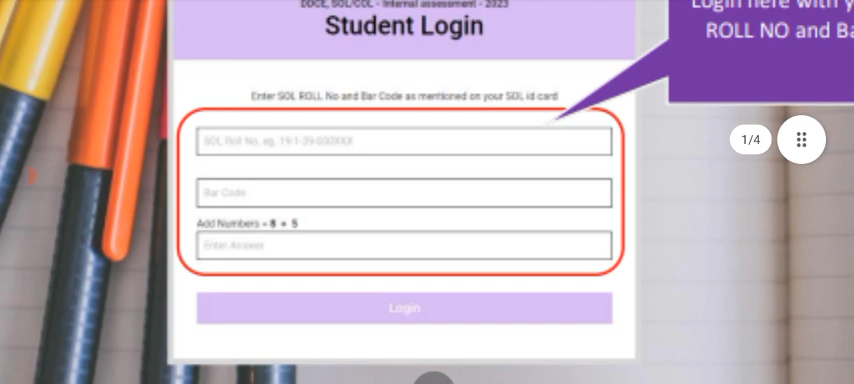 DDCE, SOL/COL - Internal assessment - 2023
Student Login
Login here with
ROLL NO and
Enter SOL ROLL No and Bar Code as mentioned on your SOL id card
SOL Roll No, eg. 19-1-39-000XXX
1/4
Bar Code
Add Numbers - 8 + 5
Enter Answer
Login